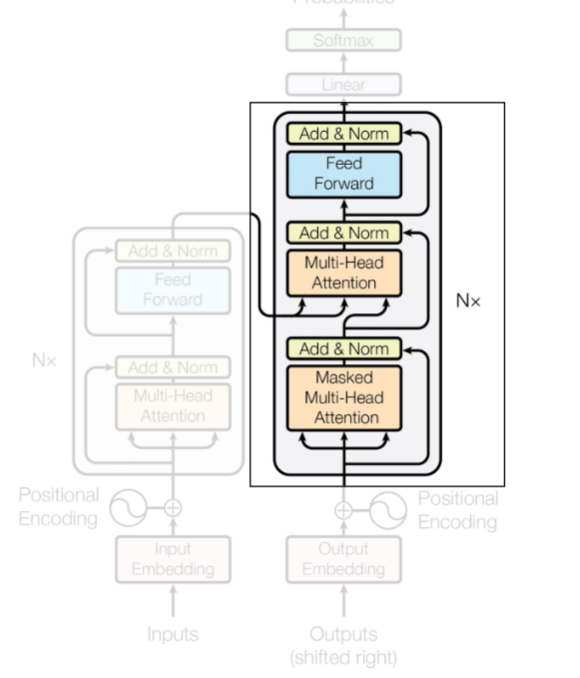 Probabilities
Softmax
Linear
Add & Norm
Feed
Forward
Add & Norm
Multi-Head
Attention
Add & Norm
Masked
Multi-Head
Attention
N×
Add & Norm
Feed
Forward
Add & Norm
Multi-Head
Attention
N×
Positional
Encoding
Positional
Encoding
Input
Embedding
Output
Embedding
Inputs
Outputs
(shifted right)